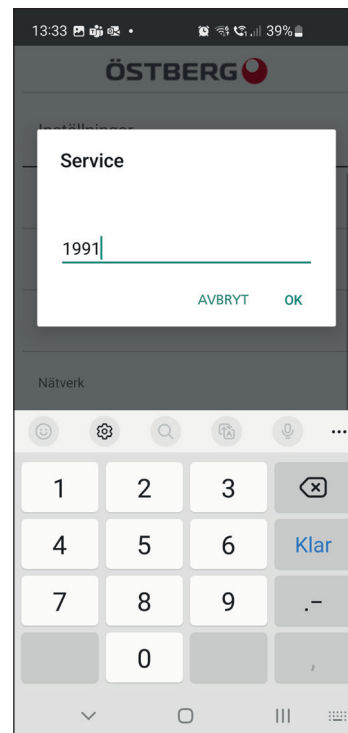 13:33 39%
ÖSTBERG
Inställningar
Service
1991
AVBRYT OK
Nätverk
1 2 3
4 5 6 Klar
7 8 9 .–
0 ,